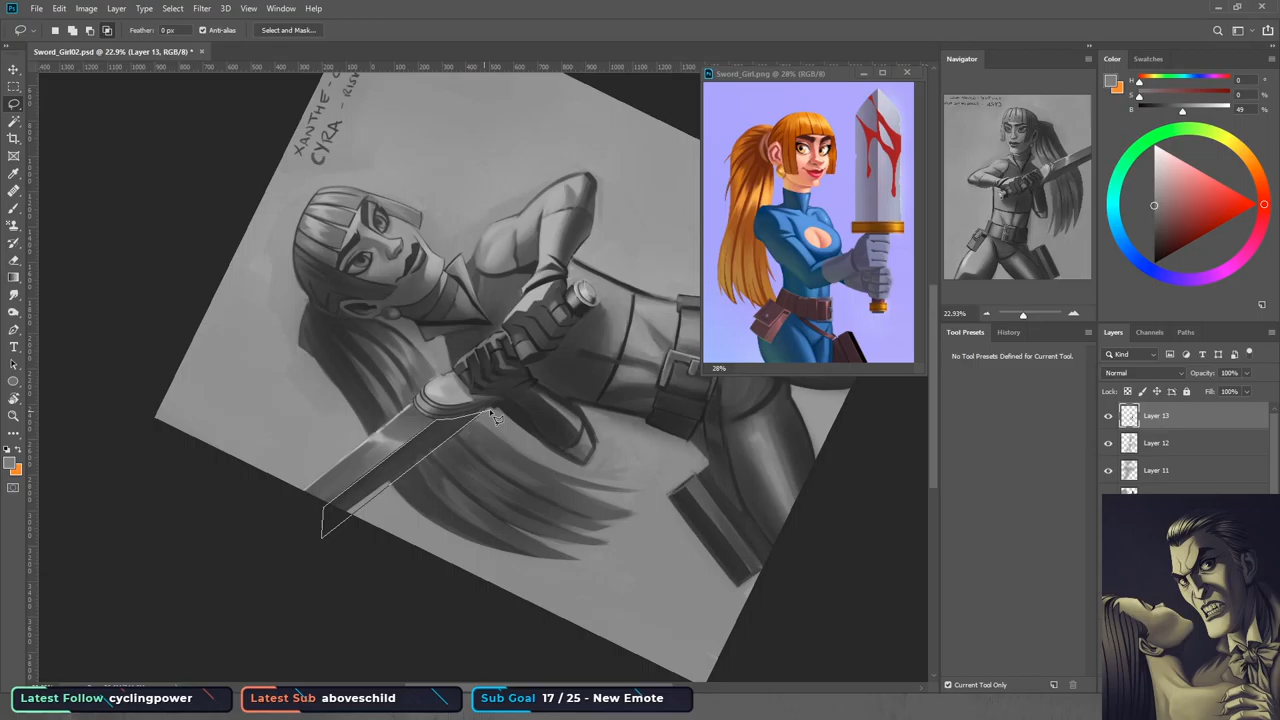 File Edit Image Layer Type Select Filter 3D View Window Help
Feather: 0 px Anti-alias Select and Mask...
Sword_Girl02.psd @ 22.9% (Layer 13, RGB/8) *
XANTHE -
CYRA -
Sword_Girl.png @ 28% (RGB/8)
28%
Navigator
22.93%
Color Swatches
H 0 °
S 0 %
B 49 %
Tool Presets History
No Tool Presets Defined for Current Tool.
Current Tool Only
Layers Channels Paths
Kind
Normal Opacity: 100%
Lock: Fill: 100%
Layer 13
Layer 12
Layer 11
Latest Follow cyclingpower
Latest Sub aboveschild
Sub Goal 17 / 25 - New Emote